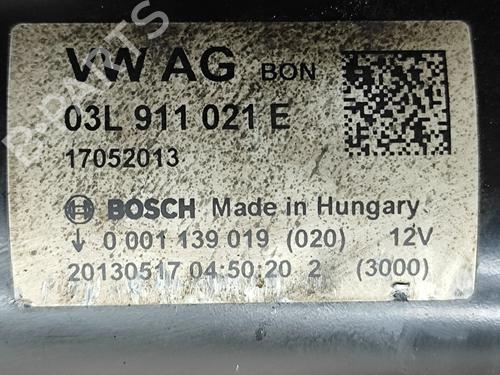 VW AG BON
03L 911 021 E
17052013
BOSCH Made in Hungary
↓ 0 001 139 019 (020) 12V
20130517 04 50 20 2 (3000)
B-PARTS